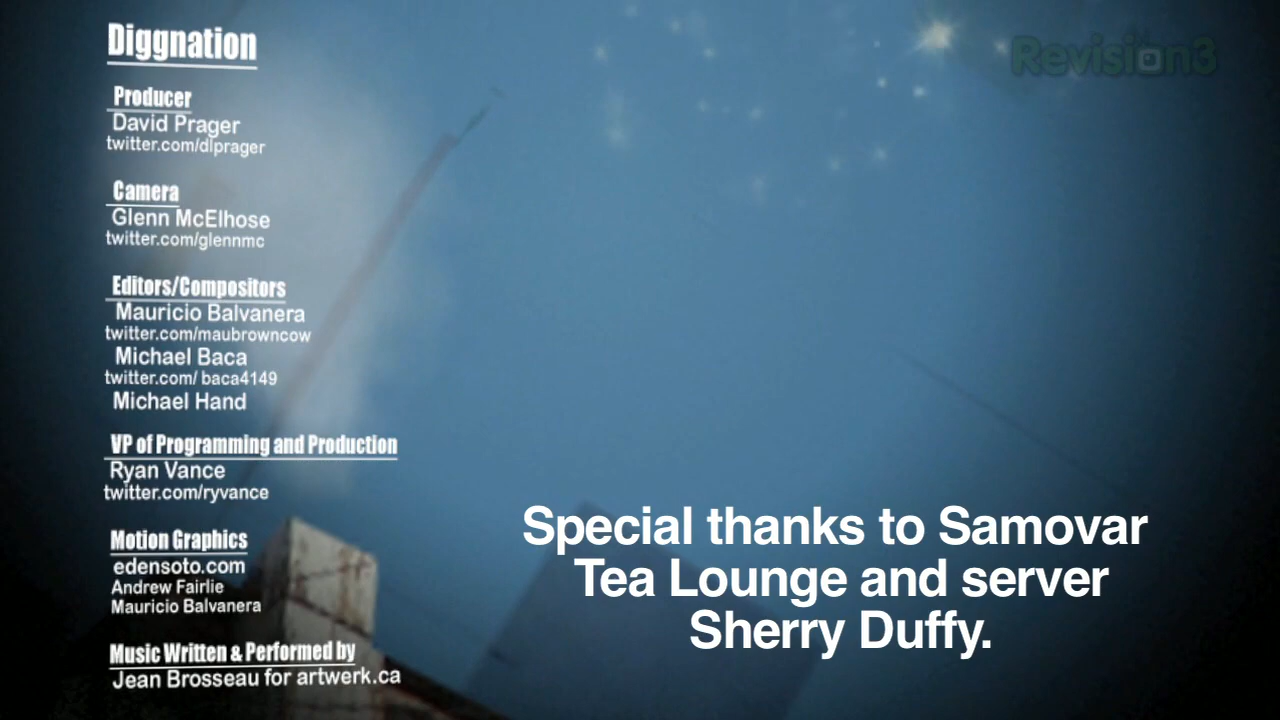 Diggnation
Producer
David Prager
twitter.com/dlprager
Camera
Glenn McElhose
twitter.com/glennmc
Editors/Compositors
Mauricio Balvanera
twitter.com/maubrowncow
Michael Baca
twitter.com/ baca4149
Michael Hand
VP of Programming and Production
Ryan Vance
twitter.com/ryvance
Motion Graphics
edensoto.com
Andrew Fairlie
Mauricio Balvanera
Music Written & Performed by
Jean Brosseau for artwerk.ca
Revision3
Special thanks to Samovar
Tea Lounge and server
Sherry Duffy.